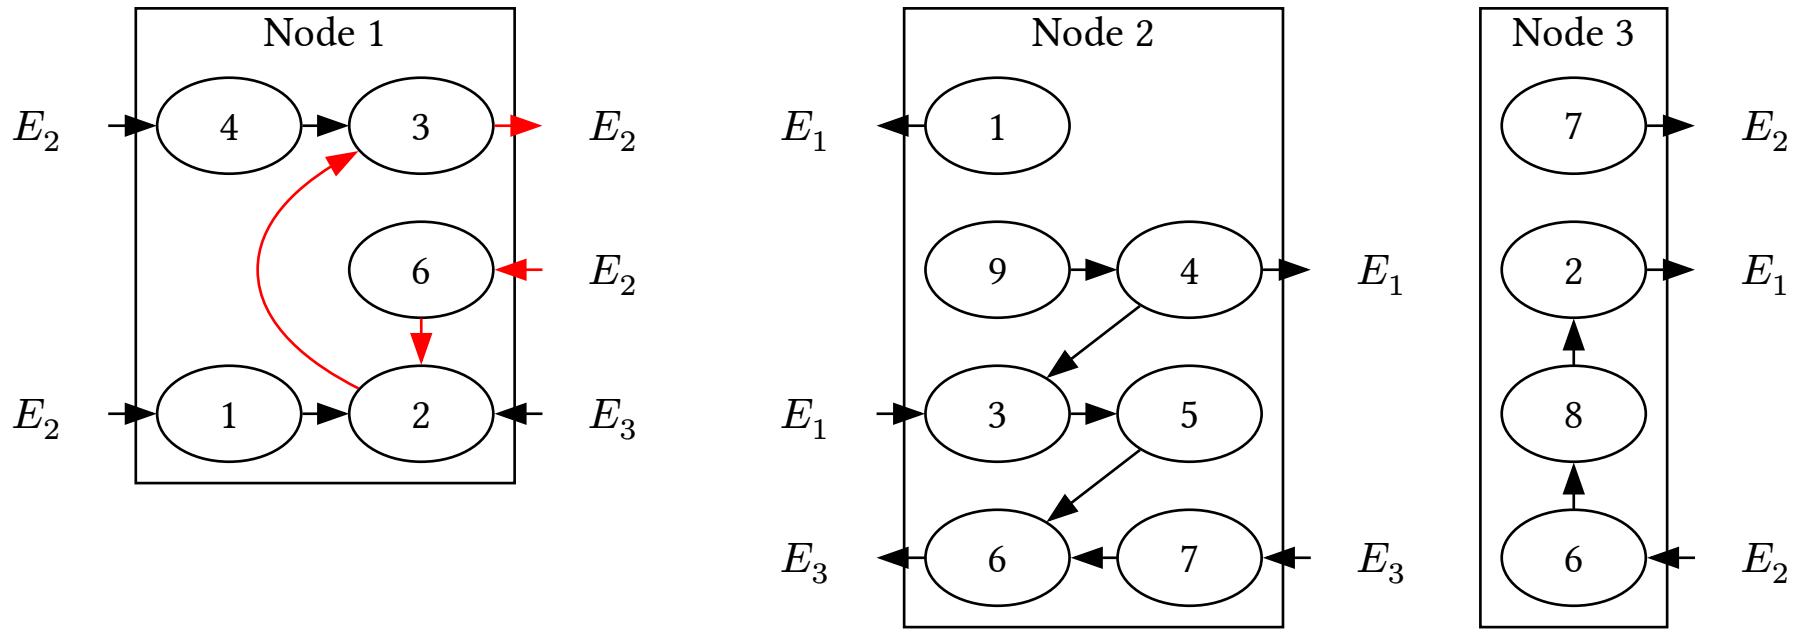 Node 1
E₂ 4 3 E₂
6 E₂
E₂ 1 2 E₃
Node 2
E₁ 1
9 4 E₁
E₁ 3 5
E₃ 6 7 E₃
Node 3
7 E₂
2 E₁
8
6 E₂